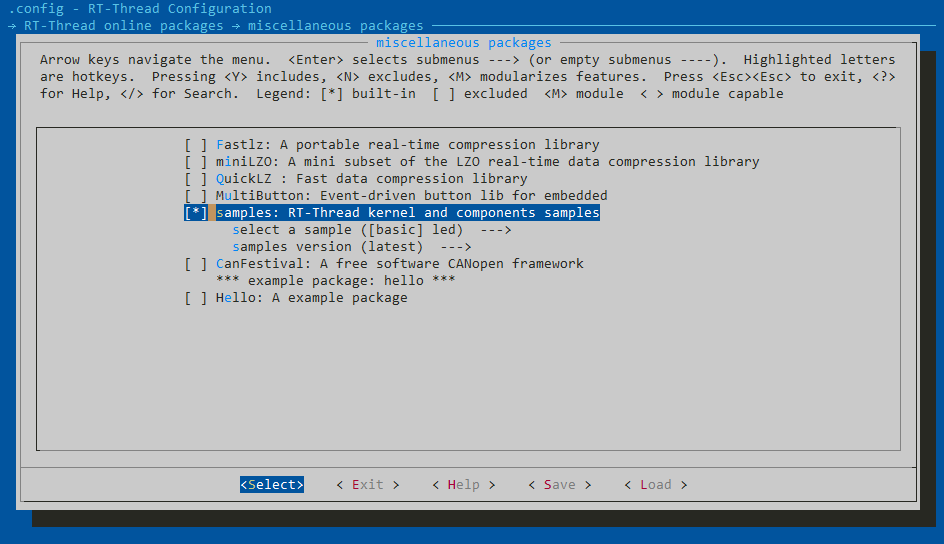 .config - RT-Thread Configuration
→ RT-Thread online packages → miscellaneous packages
miscellaneous packages
Arrow keys navigate the menu.  <Enter> selects submenus ---> (or empty submenus ----).  Highlighted letters
are hotkeys.  Pressing <Y> includes, <N> excludes, <M> modularizes features.  Press <Esc><Esc> to exit, <?>
for Help, </> for Search.  Legend: [*] built-in  [ ] excluded  <M> module  < > module capable
[ ] Fastlz: A portable real-time compression library
[ ] miniLZO: A mini subset of the LZO real-time data compression library
[ ] QuickLZ : Fast data compression library
[ ] MultiButton: Event-driven button lib for embedded
[*] samples: RT-Thread kernel and components samples
select a sample ([basic] led)  --->
samples version (latest)  --->
[ ] CanFestival: A free software CANopen framework
*** example package: hello ***
[ ] Hello: A example package
<Select>    < Exit >    < Help >    < Save >    < Load >